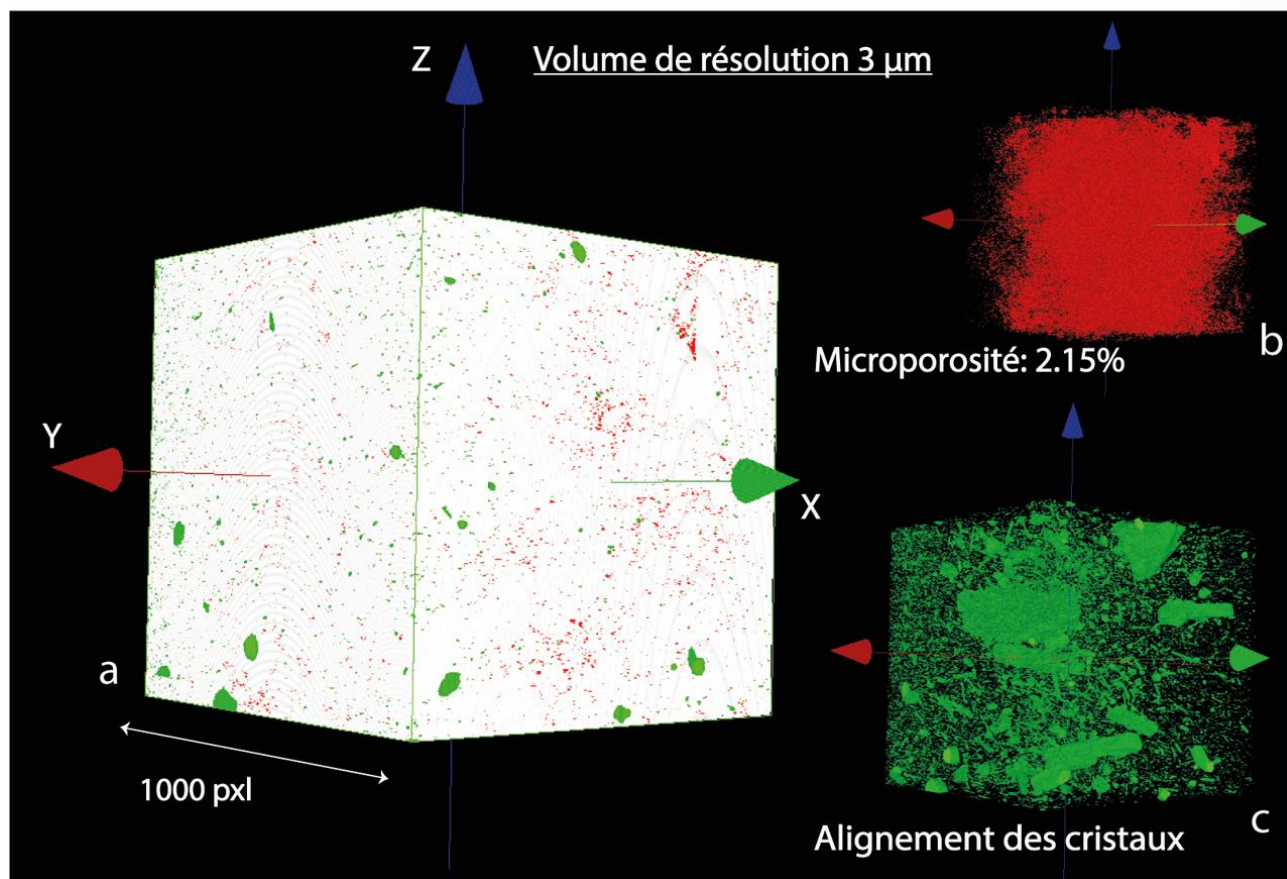 Volume de résolution 3 µm
Z
Y
X
a
1000 pxl
b
Microporosité: 2.15%
c
Alignement des cristaux